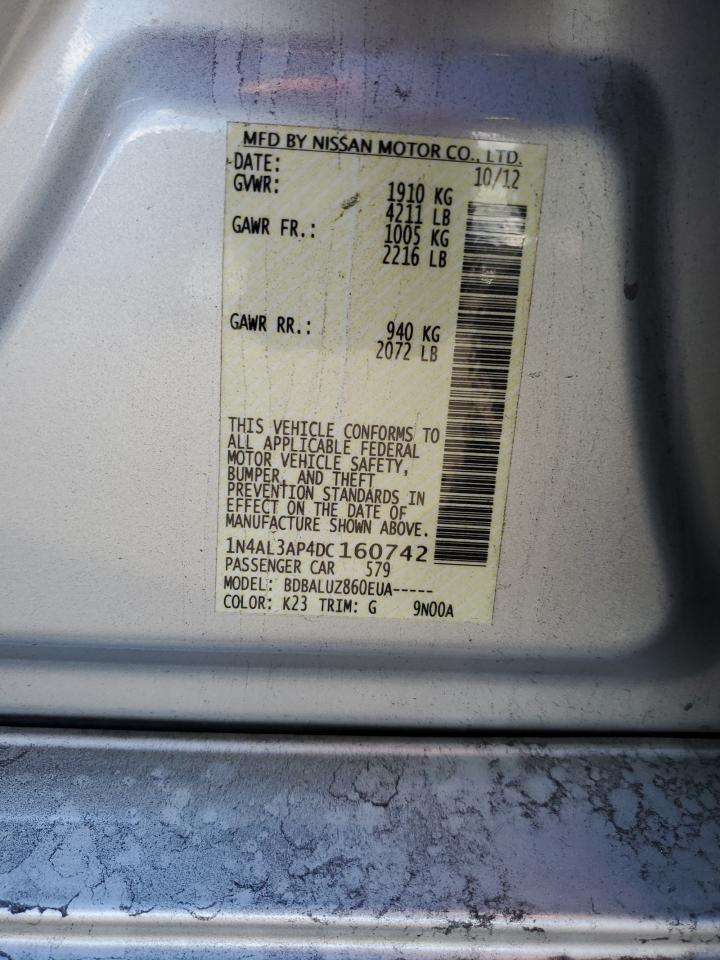 MFD BY NISSAN MOTOR CO., LTD.
DATE: 10/12
GVWR: 1910 KG
4211 LB
GAWR FR.: 1005 KG
2216 LB
GAWR RR.: 940 KG
2072 LB
THIS VEHICLE CONFORMS TO
ALL APPLICABLE FEDERAL
MOTOR VEHICLE SAFETY,
BUMPER, AND THEFT
PREVENTION STANDARDS IN
EFFECT ON THE DATE OF
MANUFACTURE SHOWN ABOVE.
1N4AL3AP4DC160742
PASSENGER CAR 579
MODEL: BDBALUZ860EUA-----
COLOR: K23 TRIM: G 9N00A